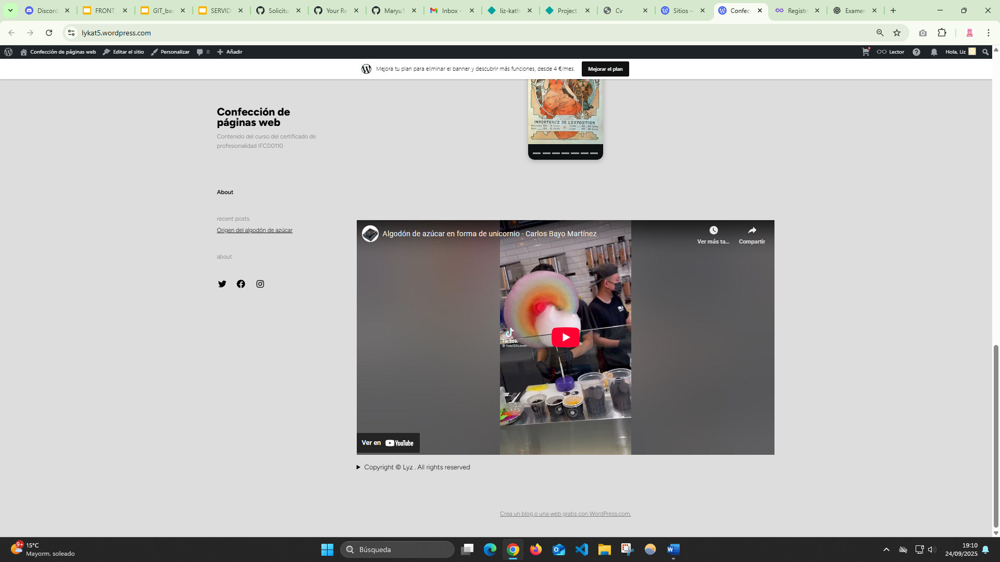 Discord
FRONT_
GIT_bas
SERVID
Solicitu
Your Re
Maryu1
Inbox -
liz-kath
Project
Cv
Sitios –
Confec
Registro
Examen
lykat5.wordpress.com
Confección de páginas web
Editar el sitio
Personalizar
0
Añadir
Lector
Hola, Liz
Mejora tu plan para eliminar el banner y descubrir más funciones, desde 4 €/mes.
Mejorar el plan
IMPORTANCE DE L'EXPOSITION
Confección de
páginas web
Contenido del curso del certificado de
profesionalidad IFCD0110
About
recent posts
Origen del algodón de azúcar
about
Algodón de azúcar en forma de unicornio - Carlos Bayo Martínez
Ver más ta...
Compartir
TikTok
@feast24seven
Ver en YouTube
Copyright © Lyz . All rights reserved
Crea un blog o una web gratis con WordPress.com.
9+
15°C
Mayorm. soleado
Búsqueda
19:10
24/09/2025